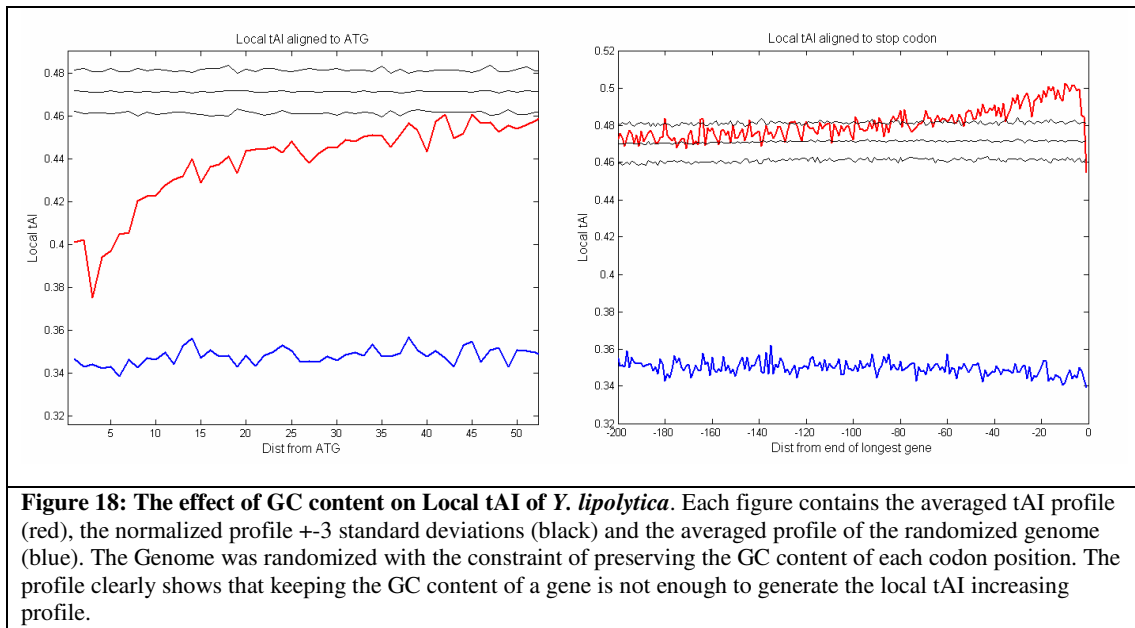 Local tAI aligned to ATG
0.48
0.46
0.44
0.42
0.4
0.38
0.36
0.34
0.32
Local tAI
5 10 15 20 25 30 35 40 45 50
Dist from ATG
Local tAI aligned to stop codon
0.52
0.5
0.48
0.46
0.44
0.42
0.4
0.38
0.36
0.34
0.32
Local tAI
-200 -180 -160 -140 -120 -100 -80 -60 -40 -20 0
Dist from end of longest gene
Figure 18: The effect of GC content on Local tAI of Y. lipolytica. Each figure contains the averaged tAI profile
(red), the normalized profile +-3 standard deviations (black) and the averaged profile of the randomized genome
(blue). The Genome was randomized with the constraint of preserving the GC content of each codon position. The
profile clearly shows that keeping the GC content of a gene is not enough to generate the local tAI increasing
profile.